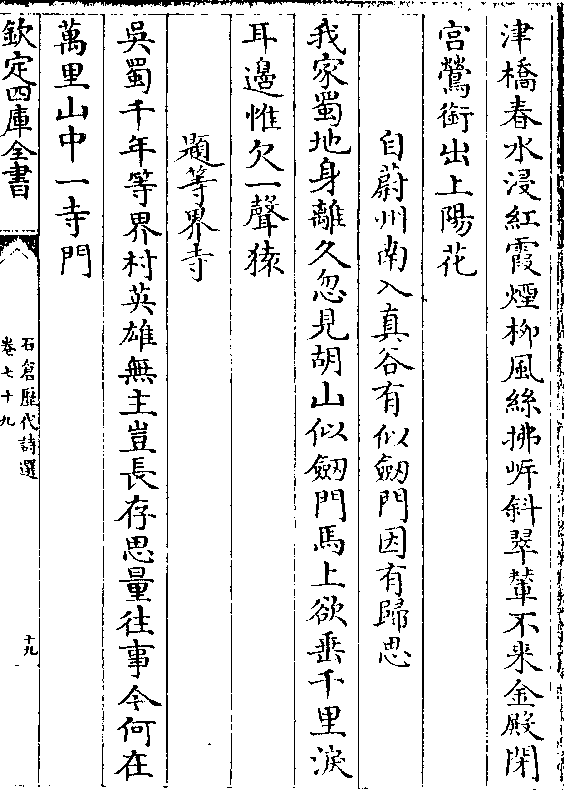 津橋春水浸紅霞煙柳風絲拂岸斜翠輦不来金殿閉
宫鶯銜出上陽花
自蔚州南入真谷有似劒門因有歸思
我家蜀地身離久忽見胡山似劒門馬上欲垂千里淚
耳邉惟欠一聲猿
題等界寺
吳蜀千年等界村英雄無主豈長存思量往事今何在
萬里山中一寺門
欽定四庫全書
石倉歷代詩選
卷七十九
十九